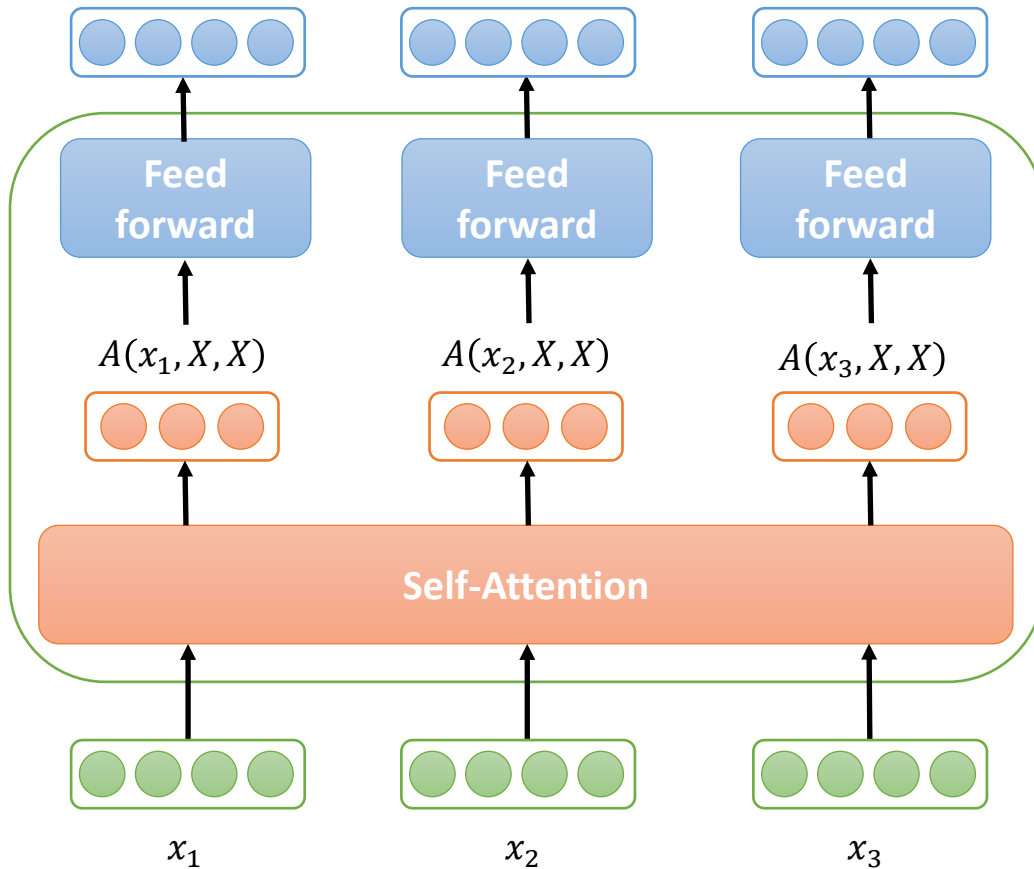 Feed forward
Feed forward
Feed forward
A(x₁, X, X)
A(x₂, X, X)
A(x₃, X, X)
Self-Attention
x₁
x₂
x₃